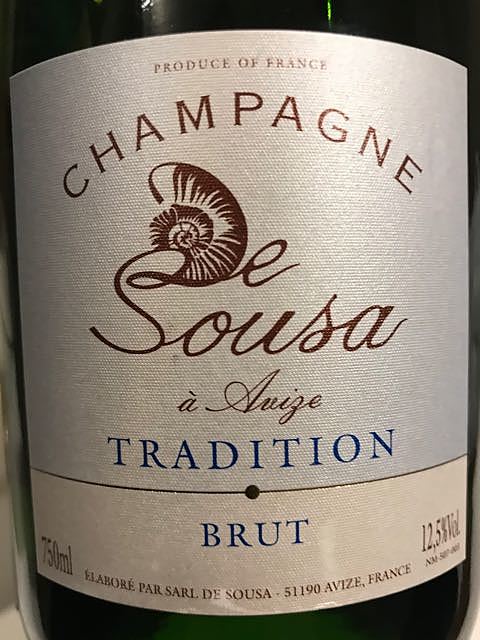 PRODUCE OF FRANCE
CHAMPAGNE
De
Sousa
à Avize
TRADITION
BRUT
750ml
12,5%Vol.
ÉLABORÉ PAR SARL DE SOUSA - 51190 AVIZE, FRANCE